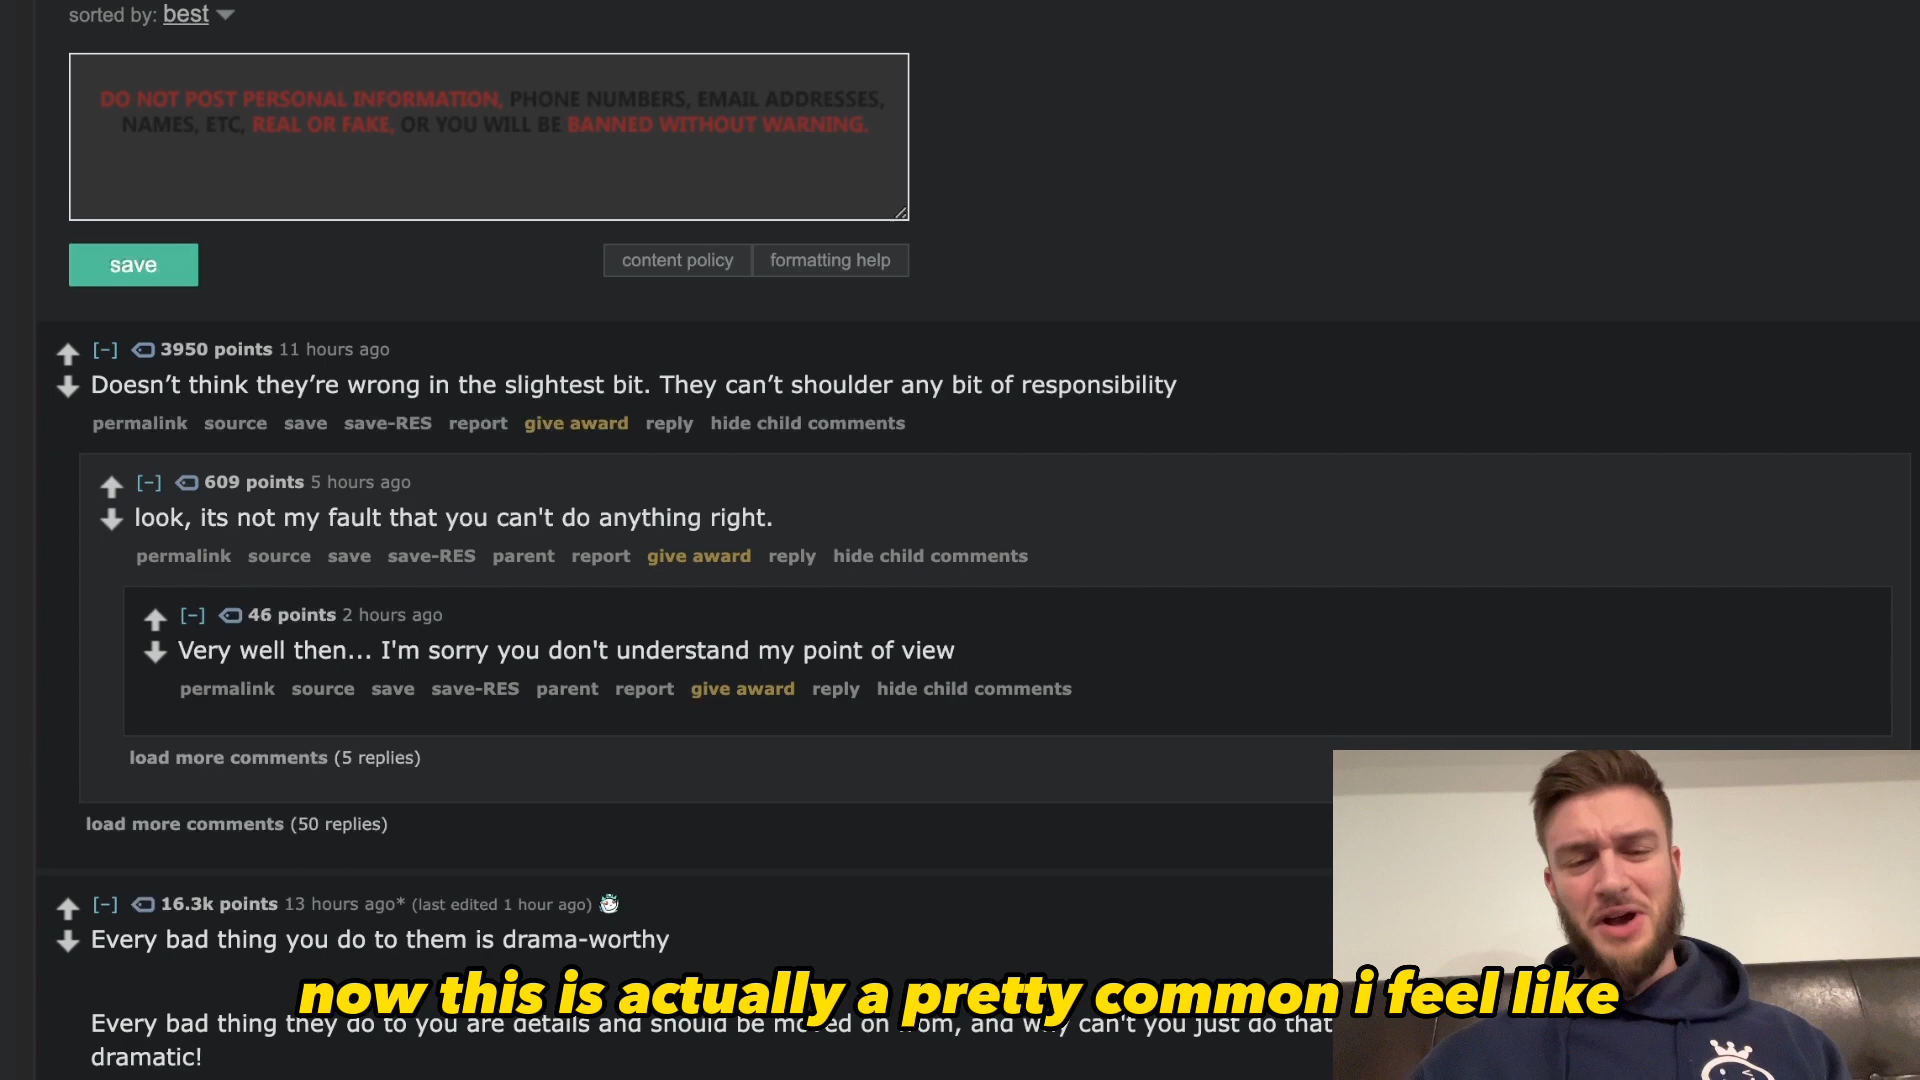 sorted by: best
DO NOT POST PERSONAL INFORMATION, PHONE NUMBERS, EMAIL ADDRESSES,
NAMES, ETC, REAL OR FAKE, OR YOU WILL BE BANNED WITHOUT WARNING.
save
content policy formatting help
[–] 3950 points 11 hours ago
Doesn’t think they’re wrong in the slightest bit. They can’t shoulder any bit of responsibility
permalink source save save-RES report give award reply hide child comments
[–] 609 points 5 hours ago
look, its not my fault that you can't do anything right.
permalink source save save-RES parent report give award reply hide child comments
[–] 46 points 2 hours ago
Very well then... I'm sorry you don't understand my point of view
permalink source save save-RES parent report give award reply hide child comments
load more comments (5 replies)
load more comments (50 replies)
[–] 16.3k points 13 hours ago* (last edited 1 hour ago)
Every bad thing you do to them is drama-worthy
now this is actually a pretty common i feel like
Every bad thing they do to you are details and should be moved on from, and why can't you just do that
dramatic!